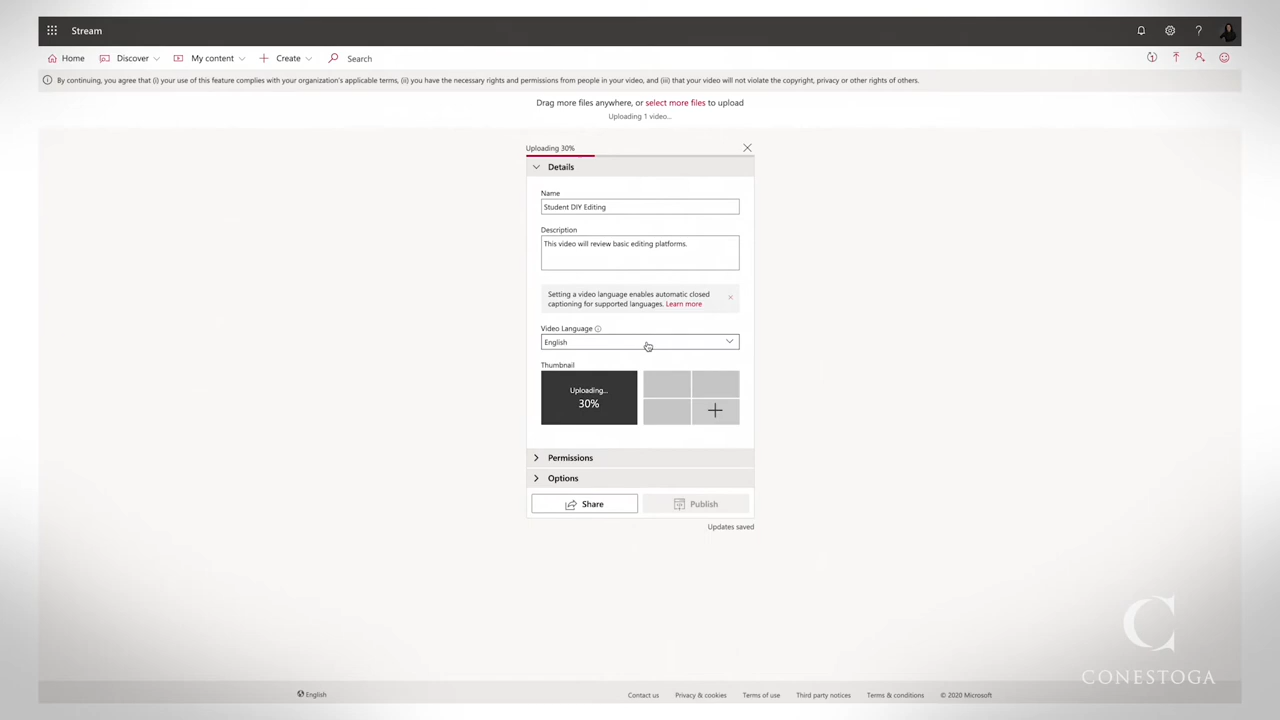 Stream
Home Discover My content Create Search
By continuing, you agree that (i) your use of this feature complies with your organization's applicable terms, (ii) you have the necessary rights and permissions from people in your video, and (iii) that your video will not violate the copyright, privacy or other rights of others.
Drag more files anywhere, or select more files to upload
Uploading 1 video...
Uploading 30%
Details
Name
Student DIY Editing
Description
This video will review basic editing platforms.
Setting a video language enables automatic closed
captioning for supported languages. Learn more
Video Language
English
Thumbnail
Uploading...
30%
Permissions
Options
Share Publish
Updates saved
C
CONESTOGA
English Contact us Privacy & cookies Terms of use Third party notices Terms & conditions © 2020 Microsoft